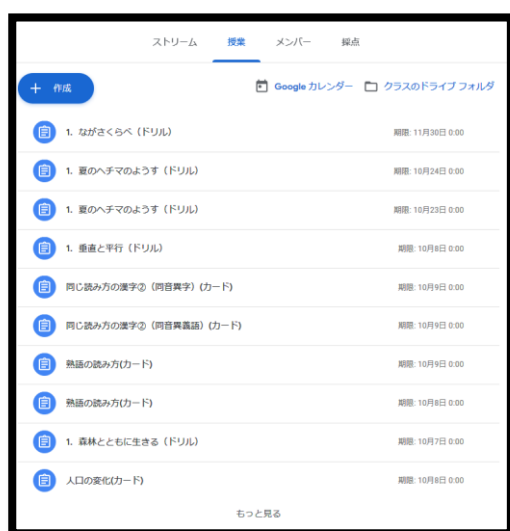 ストリーム 授業 メンバー 採点
+ 作成 Google カレンダー クラスのドライブ フォルダ
1. ながさくらべ（ドリル） 期限: 11月30日 0:00
1. 夏のヘチマのようす（ドリル） 期限: 10月24日 0:00
1. 夏のヘチマのようす（ドリル） 期限: 10月23日 0:00
1. 垂直と平行（ドリル） 期限: 10月8日 0:00
同じ読み方の漢字②（同音異字）(カード) 期限: 10月9日 0:00
同じ読み方の漢字②（同音異義語）(カード) 期限: 10月9日 0:00
熟語の読み方(カード) 期限: 10月9日 0:00
熟語の読み方(カード) 期限: 10月8日 0:00
1. 森林とともに生きる（ドリル） 期限: 10月7日 0:00
人口の変化(カード) 期限: 10月8日 0:00
もっと見る